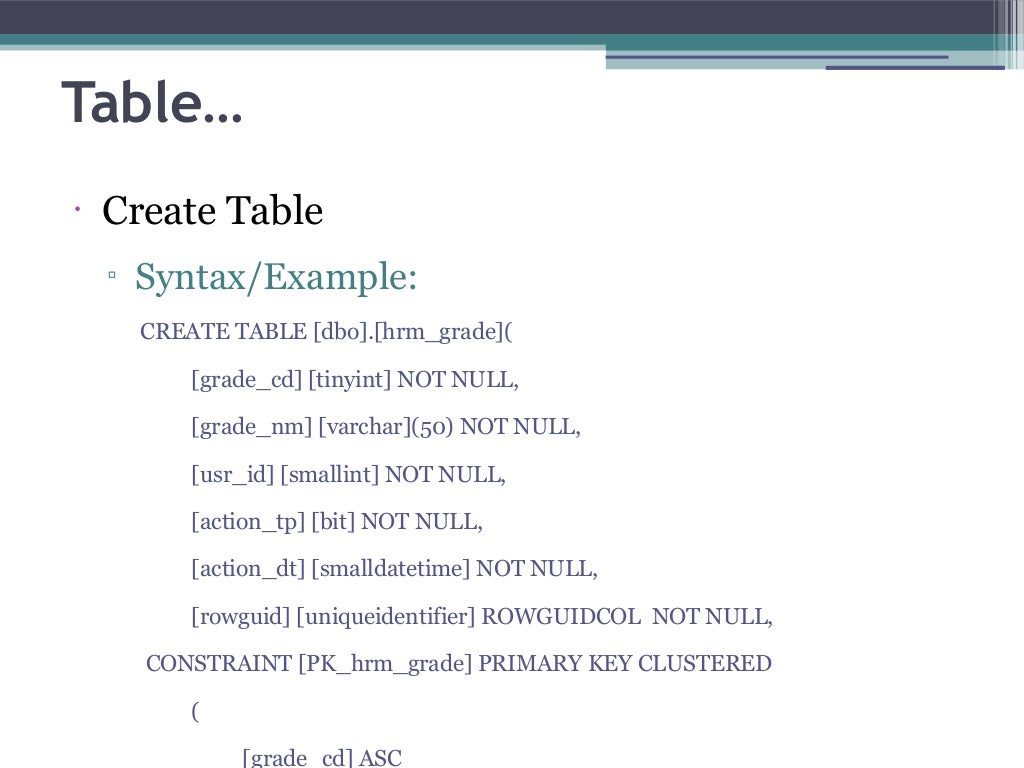 Table…
Create Table
Syntax/Example:
CREATE TABLE [dbo].[hrm_grade](
[grade_cd] [tinyint] NOT NULL,
[grade_nm] [varchar](50) NOT NULL,
[usr_id] [smallint] NOT NULL,
[action_tp] [bit] NOT NULL,
[action_dt] [smalldatetime] NOT NULL,
[rowguid] [uniqueidentifier] ROWGUIDCOL  NOT NULL,
CONSTRAINT [PK_hrm_grade] PRIMARY KEY CLUSTERED
(
[grade_cd] ASC